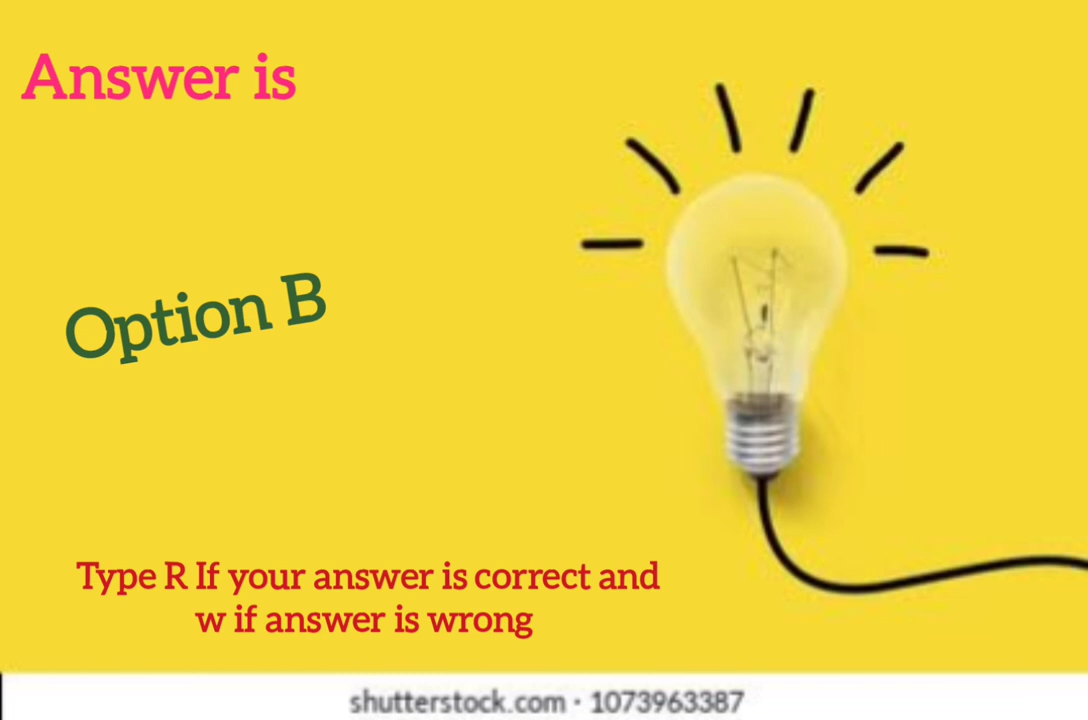 Answer is
Option B
Type R If your answer is correct and
w if answer is wrong
shutterstock.com · 1073963387